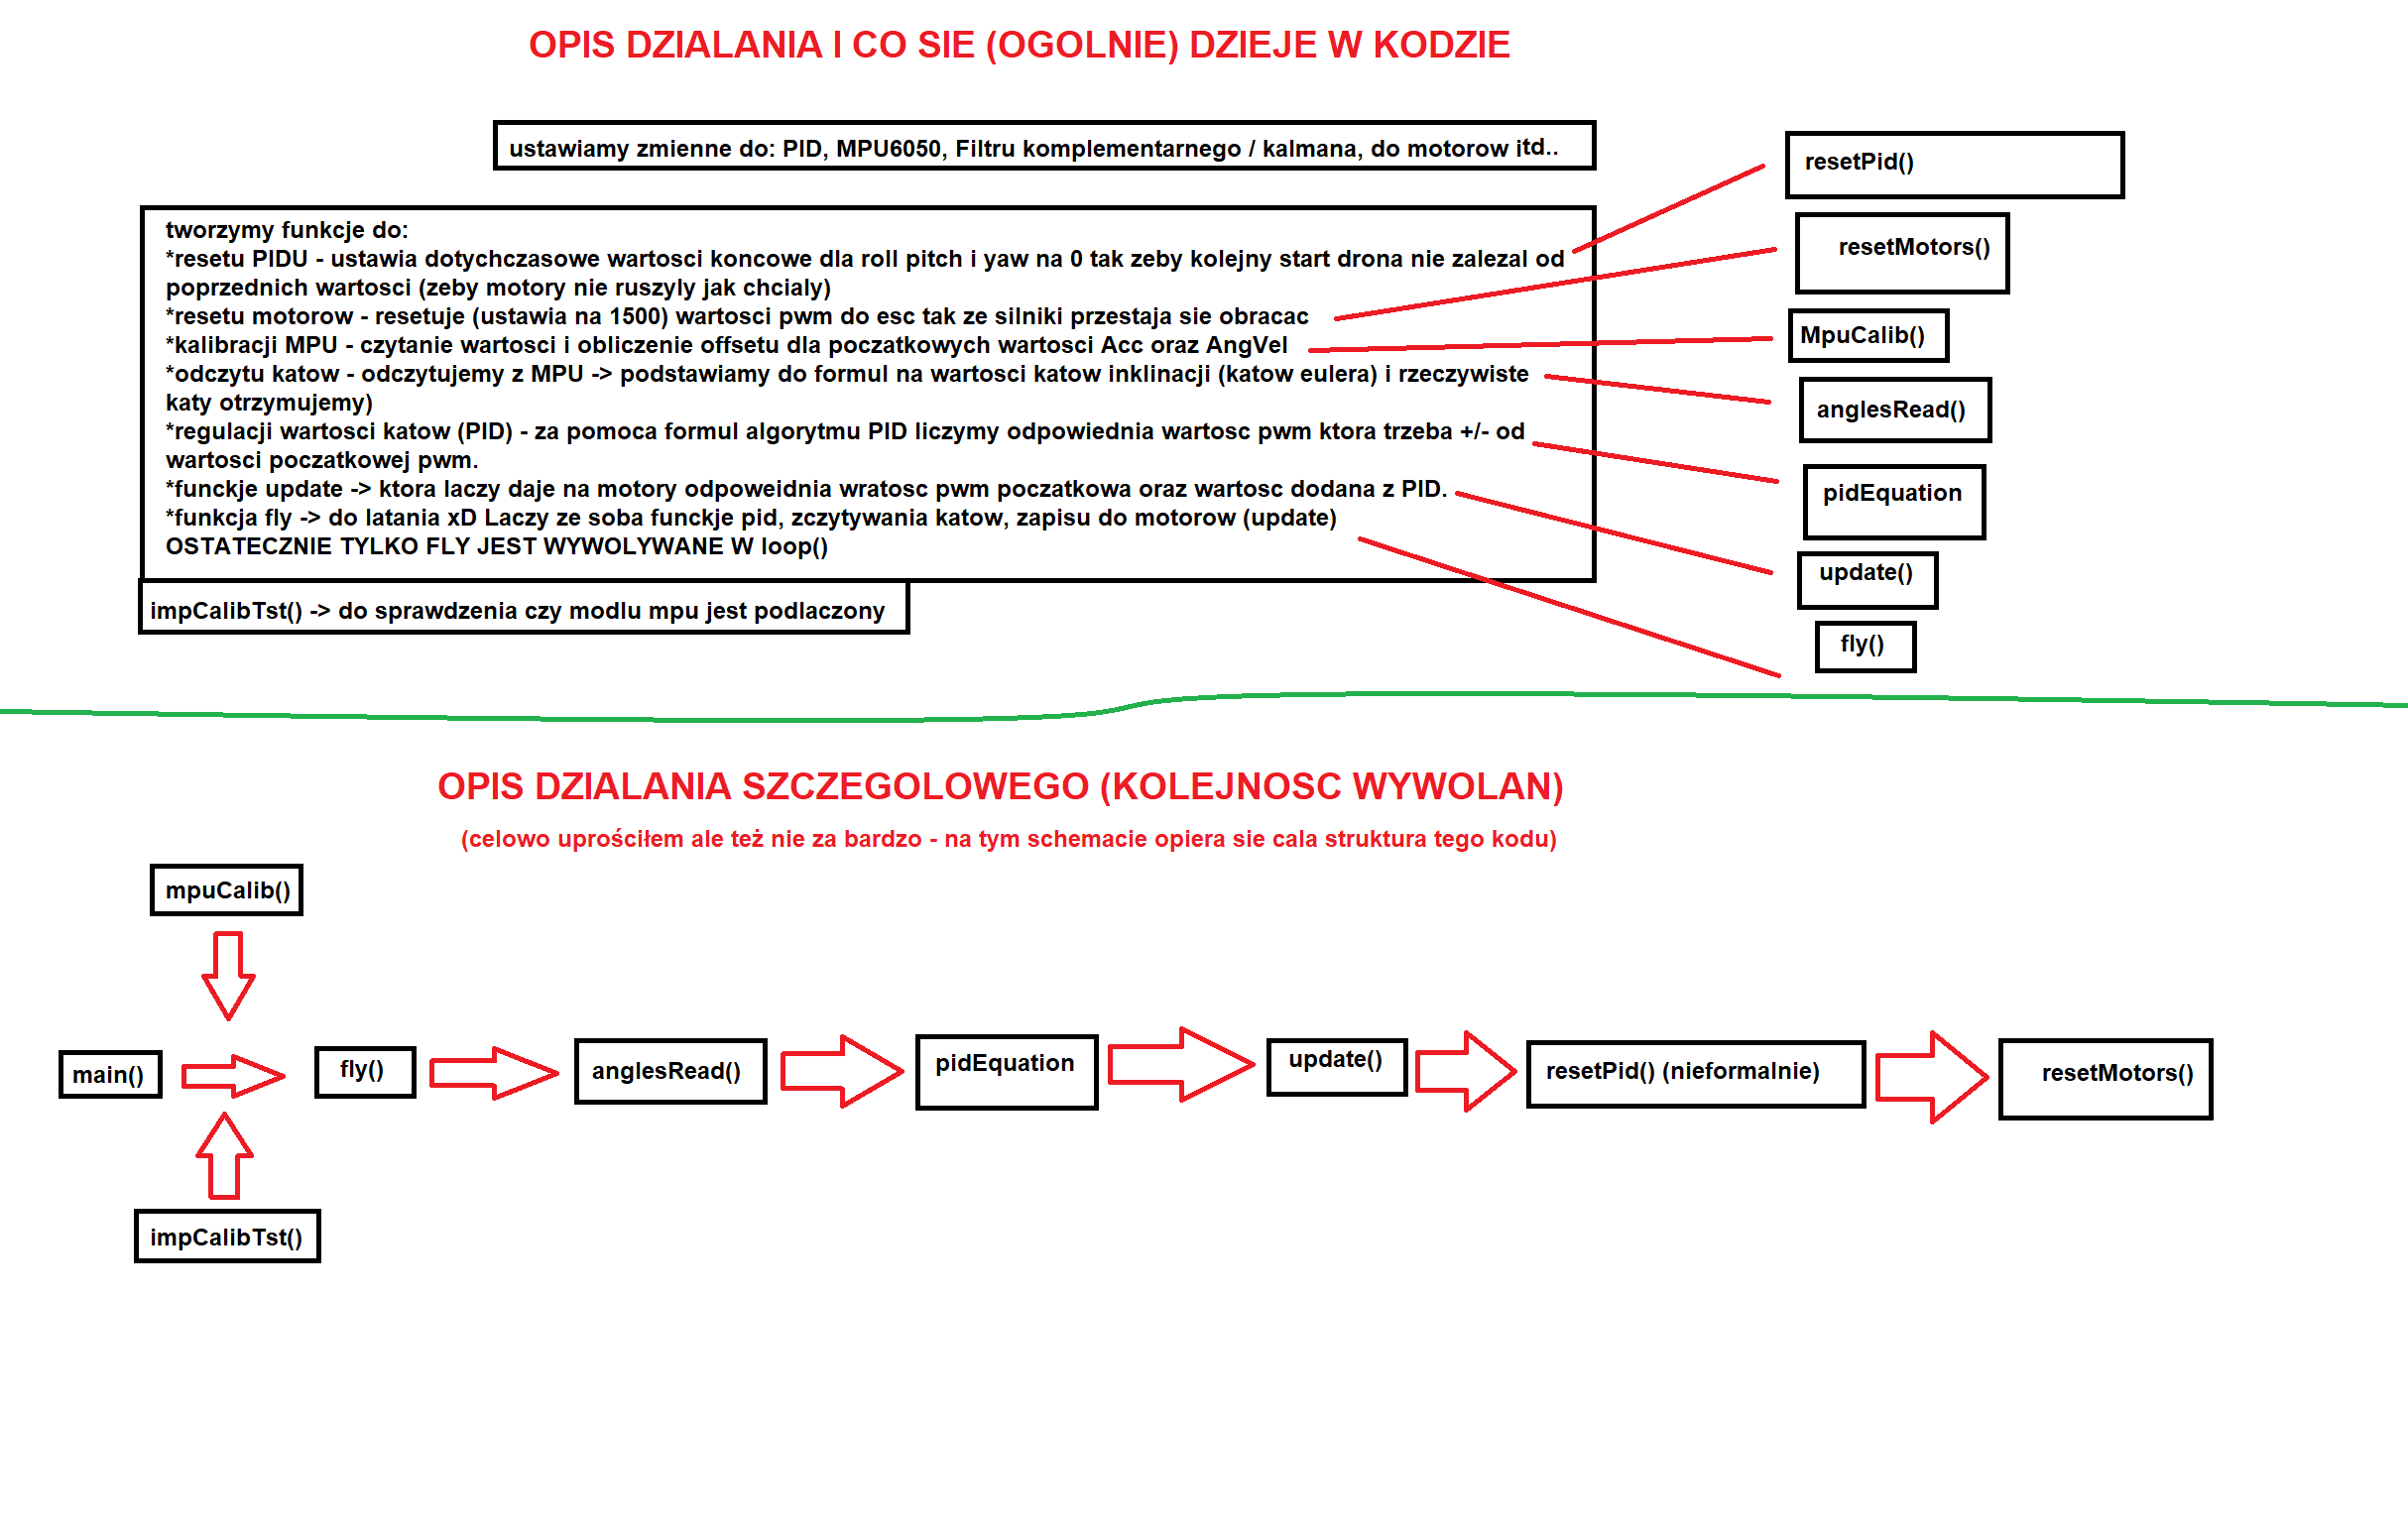 OPIS DZIALANIA I CO SIE (OGOLNIE) DZIEJE W KODZIE
ustawiamy zmienne do: PID, MPU6050, Filtru komplementarnego / kalmana, do motorow itd..
tworzymy funkcje do:
*resetu PIDU - ustawia dotychczasowe wartosci koncowe dla roll pitch i yaw na 0 tak zeby kolejny start drona nie zalezal od
poprzednich wartosci (zeby motory nie ruszyly jak chcialy)
*resetu motorow - resetuje (ustawia na 1500) wartosci pwm do esc tak ze silniki przestaja sie obracac
*kalibracji MPU - czytanie wartosci i obliczenie offsetu dla poczatkowych wartosci Acc oraz AngVel
*odczytu katow - odczytujemy z MPU -> podstawiamy do formul na wartosci katow inklinacji (katow eulera) i rzeczywiste
katy otrzymujemy)
*regulacji wartosci katow (PID) - za pomoca formul algorytmu PID liczymy odpowiednia wartosc pwm ktora trzeba +/- od
wartosci poczatkowej pwm.
*funckje update -> ktora laczy daje na motory odpoweidnia wratosc pwm poczatkowa oraz wartosc dodana z PID.
*funkcja fly -> do latania xD Laczy ze soba funckje pid, zczytywania katow, zapisu do motorow (update)
OSTATECZNIE TYLKO FLY JEST WYWOLYWANE W loop()
impCalibTst() -> do sprawdzenia czy modlu mpu jest podlaczony
resetPid()
resetMotors()
MpuCalib()
anglesRead()
pidEquation
update()
fly()
OPIS DZIALANIA SZCZEGOLOWEGO (KOLEJNOSC WYWOLAN)
(celowo uprościłem ale też nie za bardzo - na tym schemacie opiera sie cala struktura tego kodu)
mpuCalib()
main()
fly()
anglesRead()
pidEquation
update()
resetPid() (nieformalnie)
resetMotors()
impCalibTst()